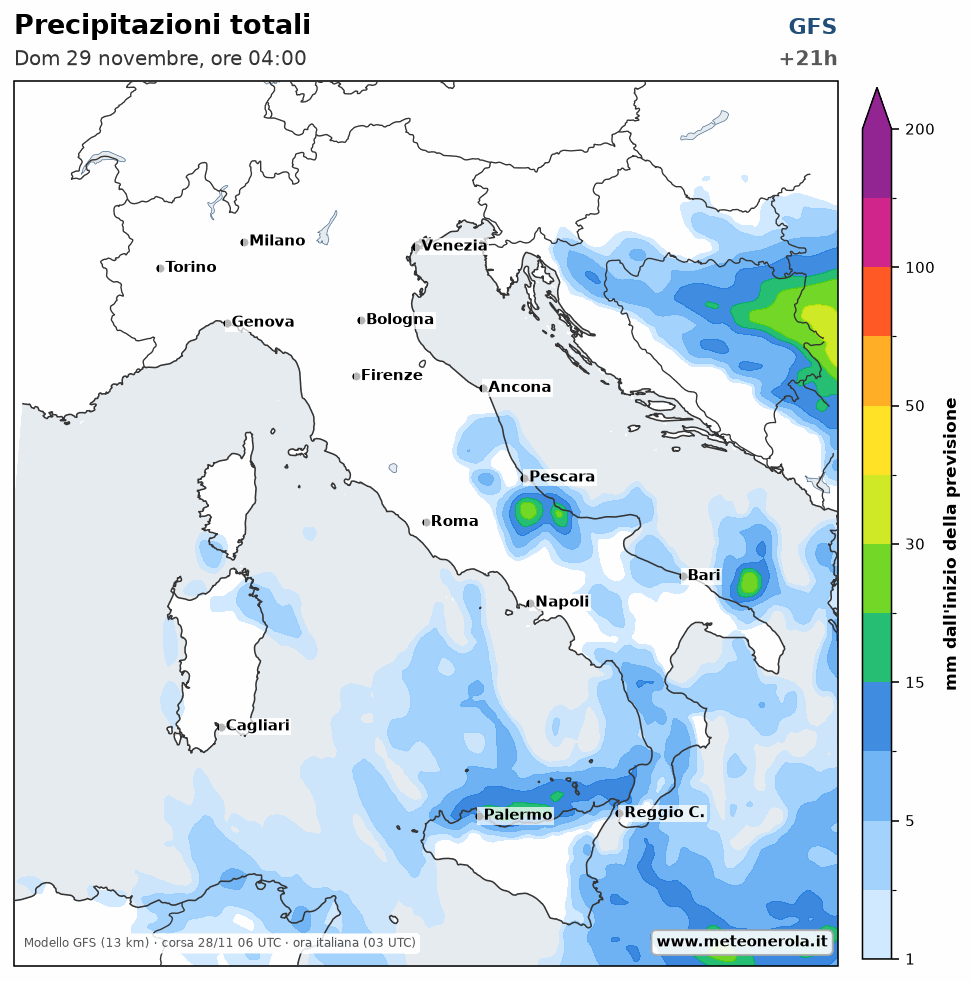 Precipitazioni totali
GFS
Dom 29 novembre, ore 04:00
+21h
200
100
50
30
15
5
1
mm dall'inizio della previsione
Milano
Venezia
Torino
Genova
Bologna
Firenze
Ancona
Pescara
Roma
Bari
Napoli
Cagliari
Palermo
Reggio C.
Modello GFS (13 km) · corsa 28/11 06 UTC · ora italiana (03 UTC)
www.meteonerola.it